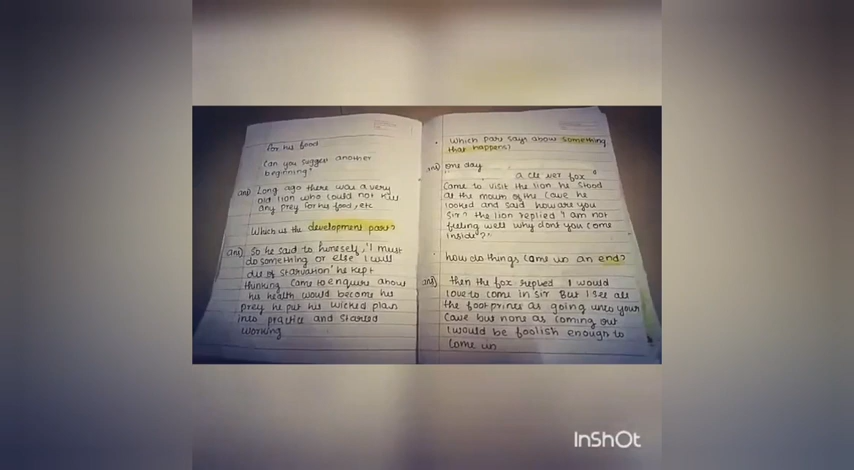 for his food
Can you suggest another
beginning?
ans) Long ago there was a very
old lion who could not kill
any prey for his food, etc
Which is the development part?
ans) So he said to himself, 'I must
do something or else I will
die of starvation' he kept
thinking came to enquire about
his health would become his
prey he put his wicked plan
into practice and started
working
Which part says about something
that happens?
ans) one day
a clever fox
came to visit the lion he stood
at the mouth of the cave he
looked and said how are you
sir? the lion replied 'I am not
feeling well why dont you come
inside?'
how do things come to an end?
ans) then the fox replied I would
love to come in sir But I see all
the foot prints as going into your
cave but none as coming out
I would be foolish enough to
come in
InShOt